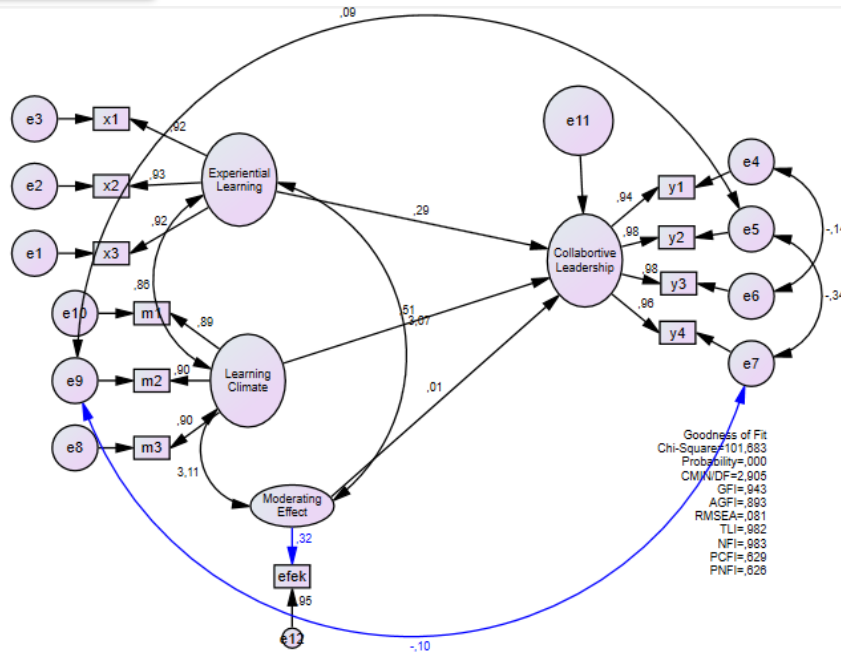 ,09
e3
x1
,92
Experiential
Learning
e11
e2
x2
,93
e4
y1
,94
e1
x3
,92
,29
e5
y2
,98
Collabortive
Leadership
-,14
,86
e10
m1
,89
,51
3,07
,98
y3
e6
-,34
,96
y4
e9
m2
,90
Learning
Climate
,01
e7
e8
m3
,90
3,11
Moderating
Effect
,32
efek
,95
e12
-,10
Goodness of Fit
Chi-Square=101,683
Probability=,000
CMIN/DF=2,905
GFI=,943
AGFI=,893
RMSEA=,081
TLI=,982
NFI=,983
PCFI=,629
PNFI=,626